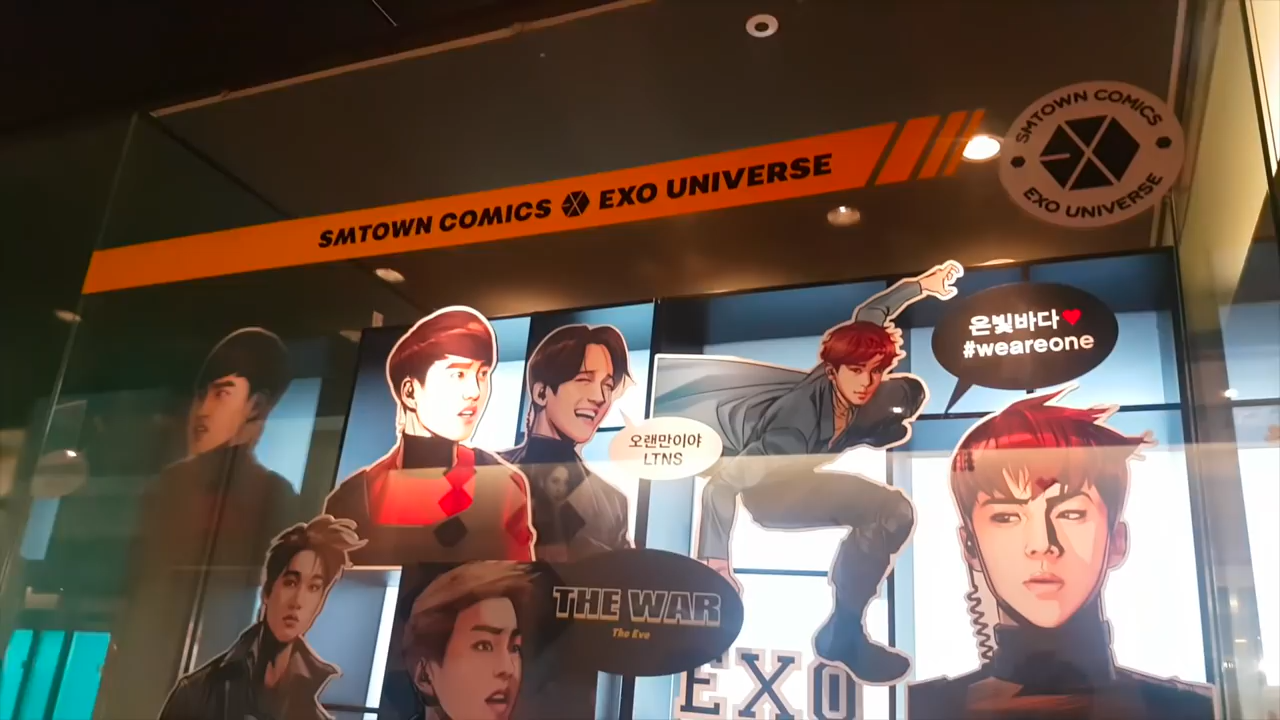 SMTOWN COMICS EXO UNIVERSE
SMTOWN COMICS
EXO UNIVERSE
은빛바다♥
#weareone
오랜만이야
LTNS
THE WAR
The Eve
EXO